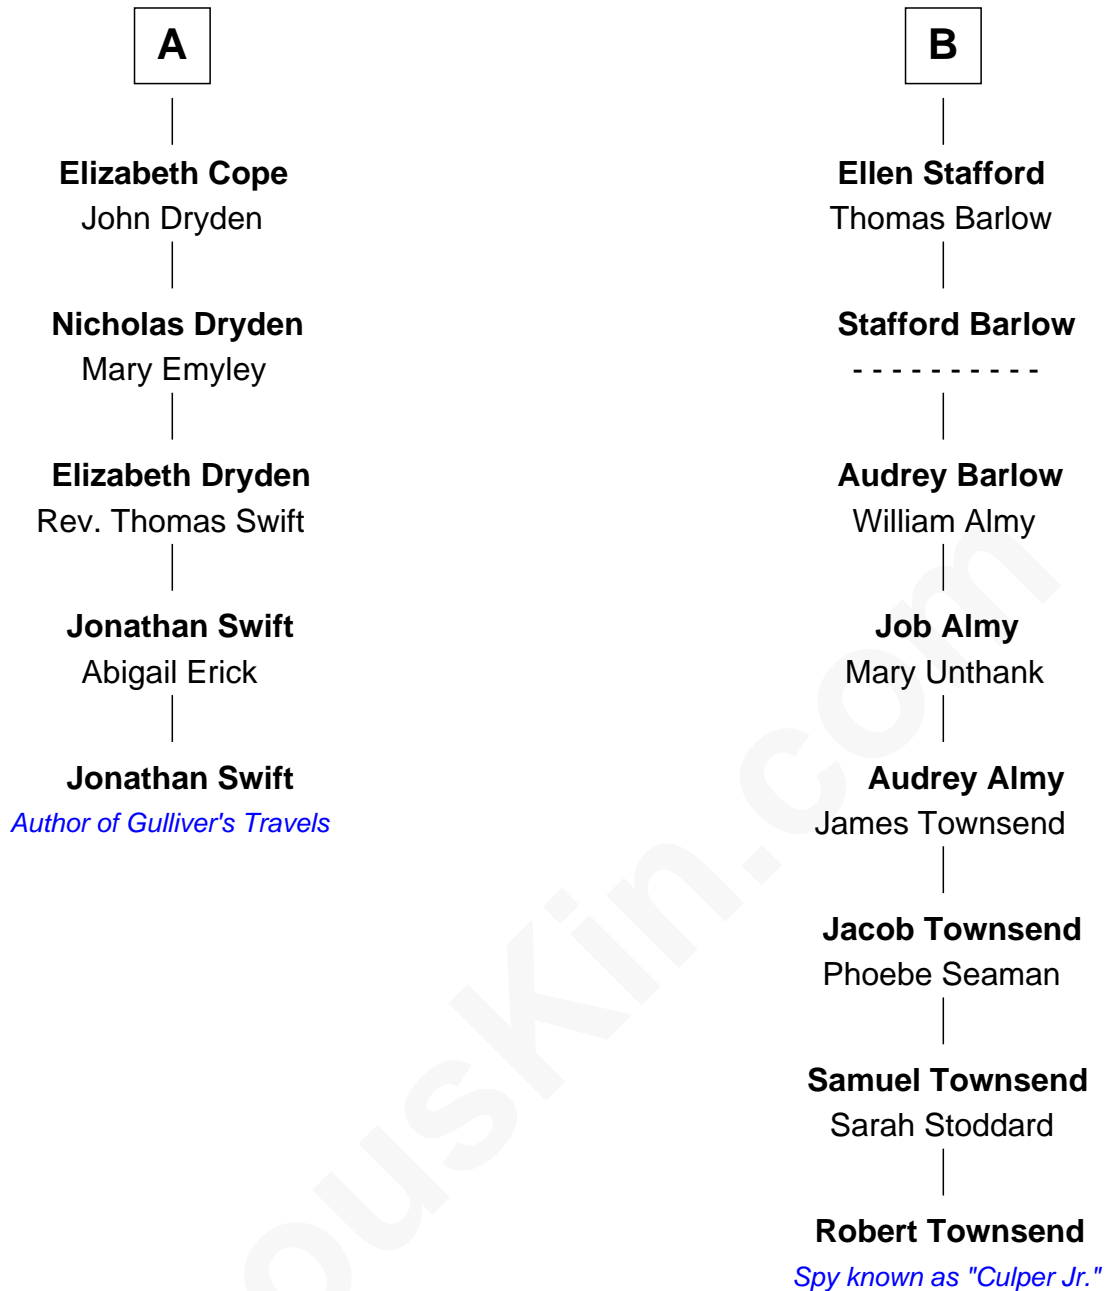 A
Elizabeth Cope
John Dryden
Nicholas Dryden
Mary Emyley
Elizabeth Dryden
Rev. Thomas Swift
Jonathan Swift
Abigail Erick
Jonathan Swift
Author of Gulliver's Travels
B
Ellen Stafford
Thomas Barlow
Stafford Barlow
- - - - - - - - - -
Audrey Barlow
William Almy
Job Almy
Mary Unthank
Audrey Almy
James Townsend
Jacob Townsend
Phoebe Seaman
Samuel Townsend
Sarah Stoddard
Robert Townsend
Spy known as "Culper Jr."
ousKin.com